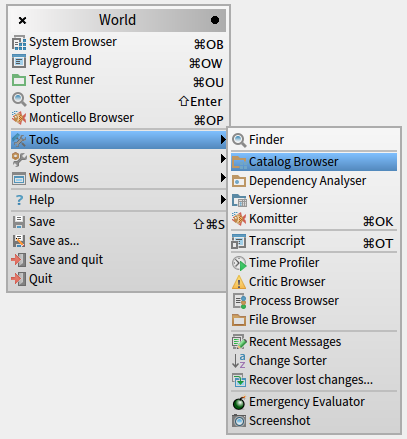 World
System Browser ⌘OB
Playground ⌘OW
Test Runner ⌘OU
Spotter ⇧Enter
Monticello Browser ⌘OP
Tools
System
Windows
? Help
Save ⇧⌘S
Save as...
Save and quit
Quit
Finder
Catalog Browser
Dependency Analyser
Versionner
Komitter ⌘OK
Transcript ⌘OT
Time Profiler
Critic Browser
Process Browser
File Browser
Recent Messages
Change Sorter
Recover lost changes...
Emergency Evaluator
Screenshot